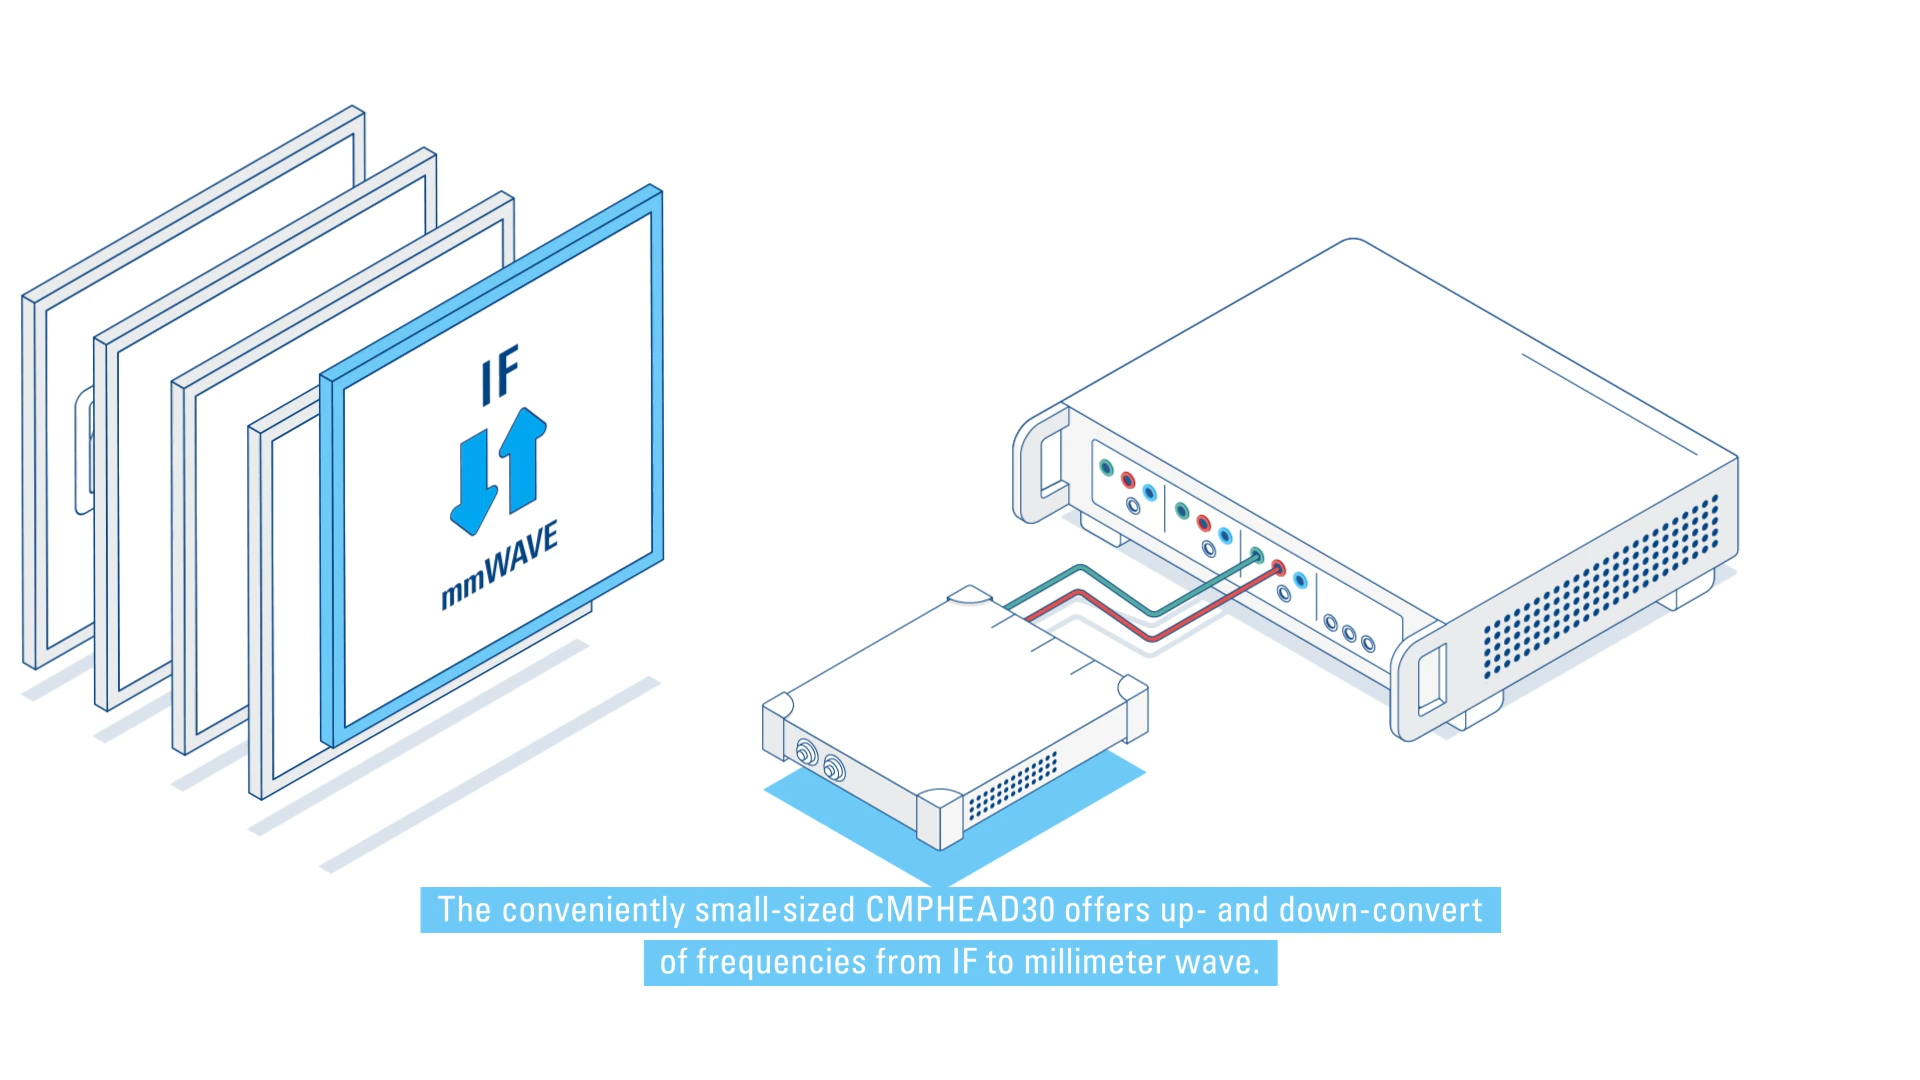 IF
mmWAVE
The conveniently small-sized CMPHEAD30 offers up- and down-convert
of frequencies from IF to millimeter wave.